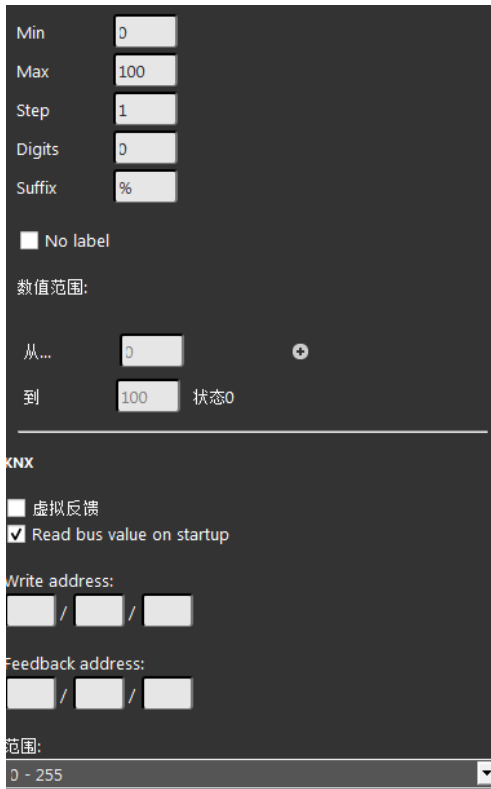 Min 0
Max 100
Step 1
Digits 0
Suffix %
No label
数值范围:
从... 0
到 100 状态0
KNX
虚拟反馈
Read bus value on startup
Write address:
/ /
Feedback address:
/ /
范围:
0 - 255